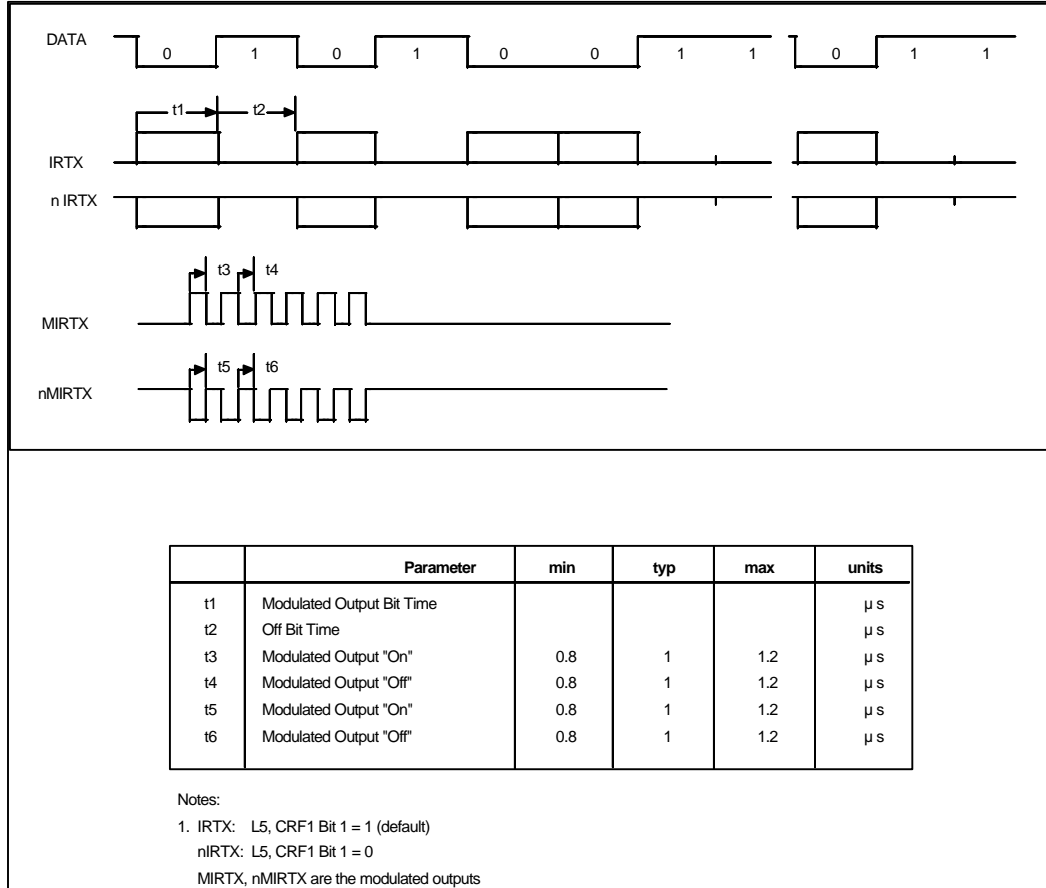 DATA
0 1 0 1 0 0 1 1 0 1 1
t1 t2
IRTX
n IRTX
t3 t4
MIRTX
t5 t6
nMIRTX
Parameter min typ max units
t1 Modulated Output Bit Time µ s
t2 Off Bit Time µ s
t3 Modulated Output "On" 0.8 1 1.2 µ s
t4 Modulated Output "Off" 0.8 1 1.2 µ s
t5 Modulated Output "On" 0.8 1 1.2 µ s
t6 Modulated Output "Off" 0.8 1 1.2 µ s
Notes:
1. IRTX: L5, CRF1 Bit 1 = 1 (default)
nIRTX: L5, CRF1 Bit 1 = 0
MIRTX, nMIRTX are the modulated outputs